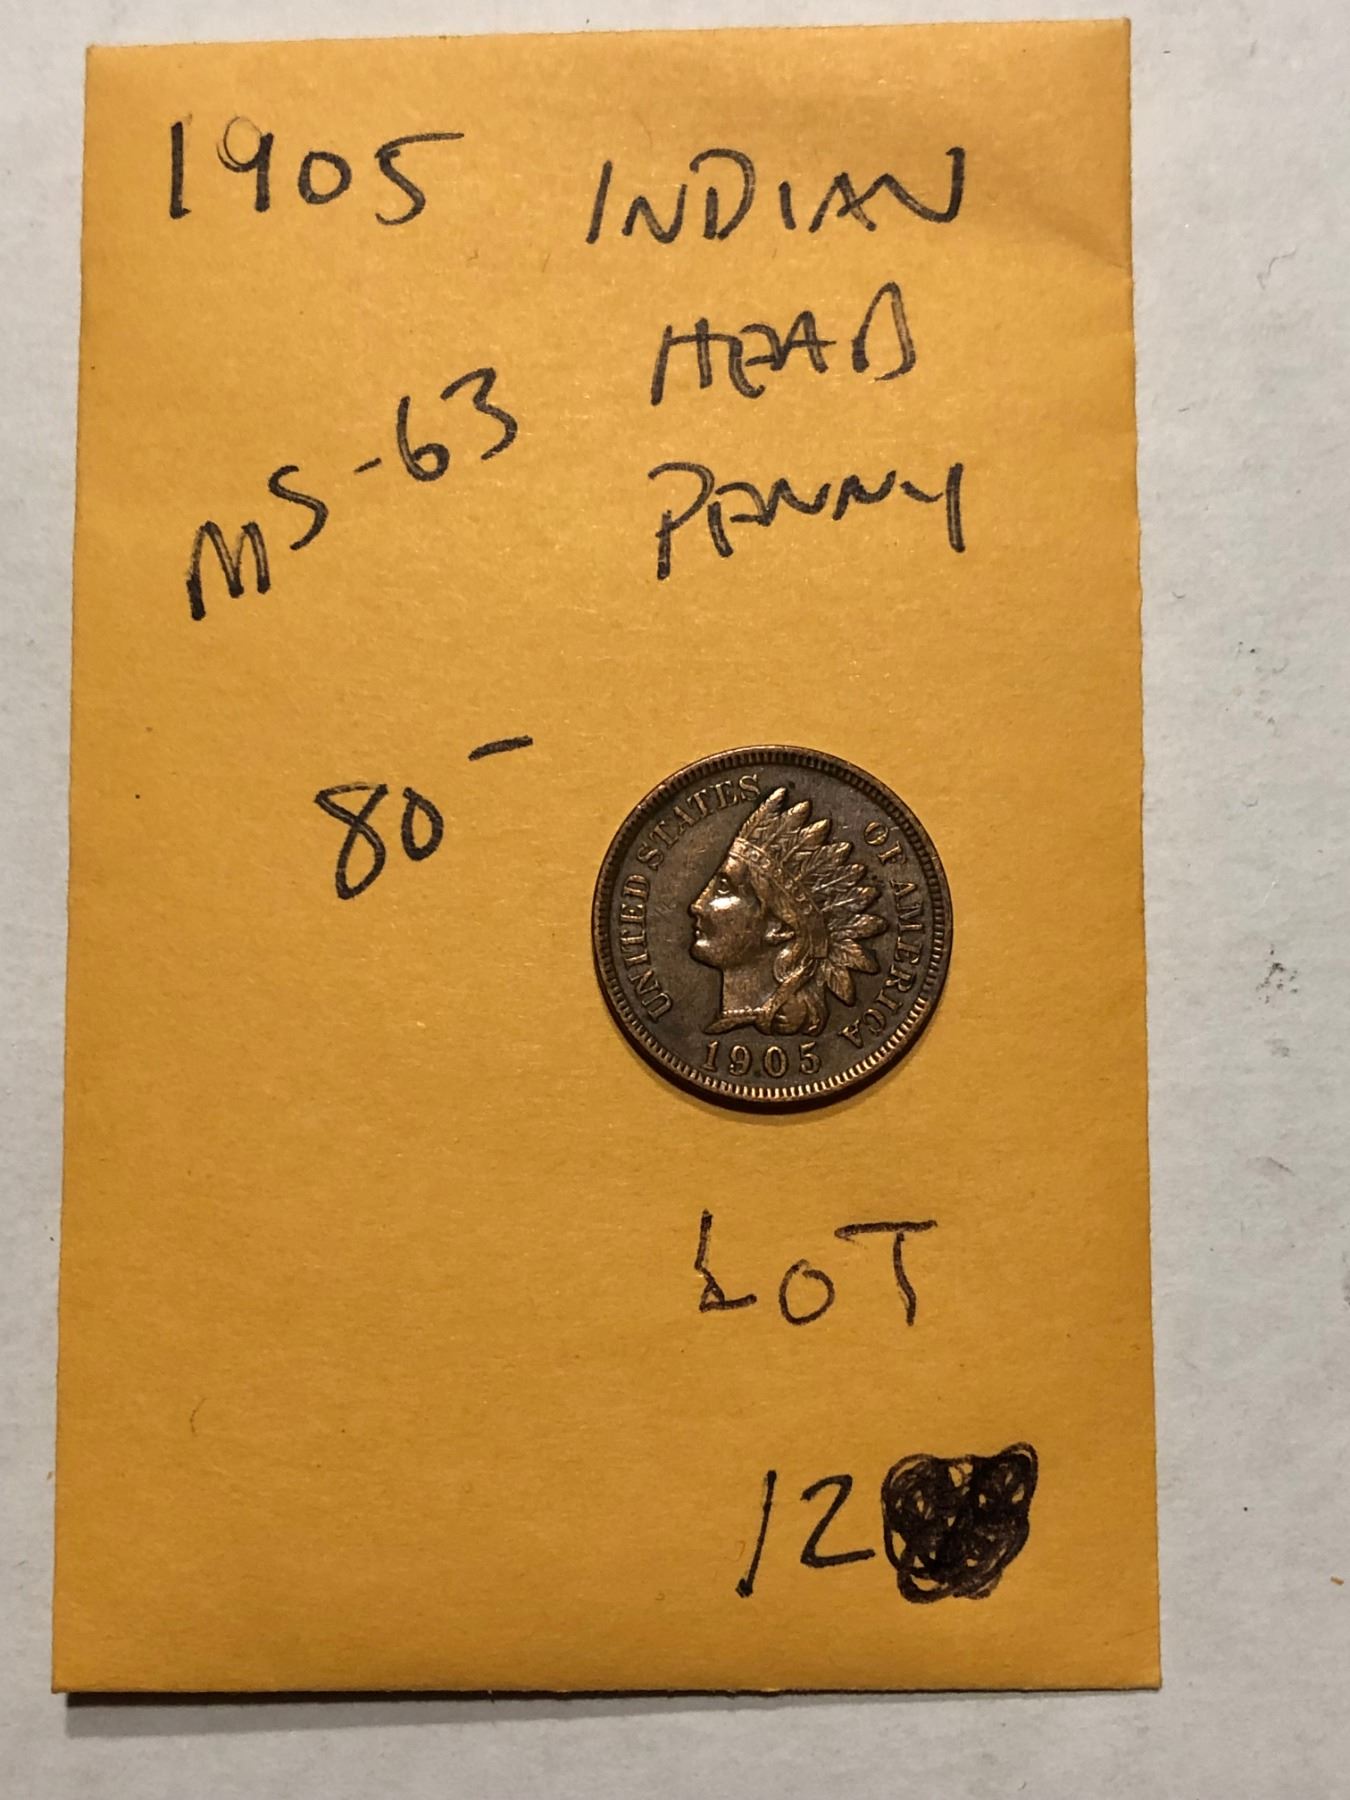 1905 INDIAN
HEAD
MS-63
PENNY
80-
UNITED STATES OF AMERICA
1905
LOT
12